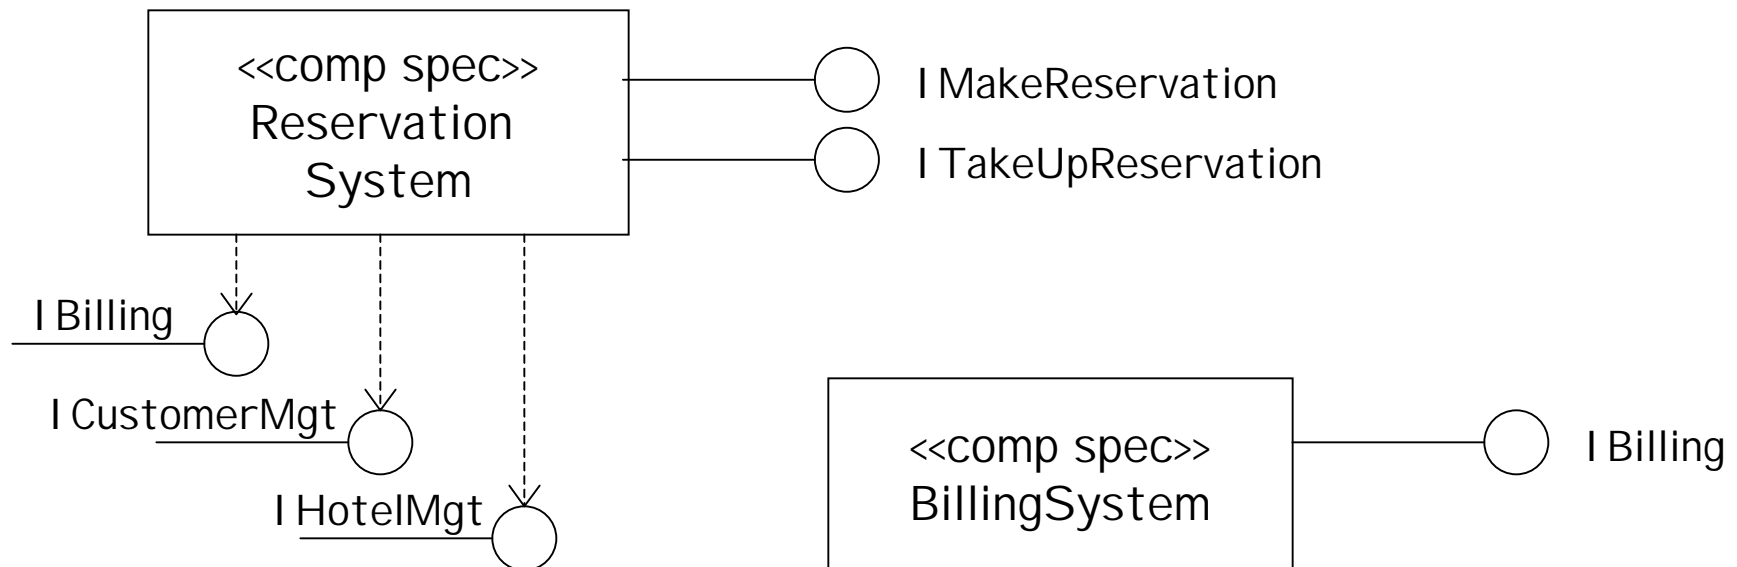 <<comp spec>>
Reservation
System
IMakeReservation
ITakeUpReservation
IBilling
ICustomerMgt
IHotelMgt
<<comp spec>>
BillingSystem
IBilling